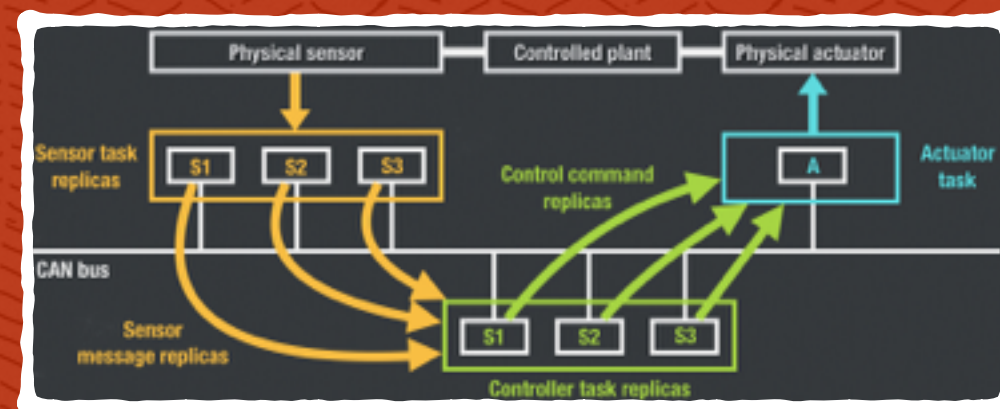 Physical sensor
Controlled plant
Physical actuator
Sensor task
replicas
S1
S2
S3
Control command
replicas
A
Actuator
task
CAN bus
Sensor
message replicas
S1
S2
S3
Controller task replicas